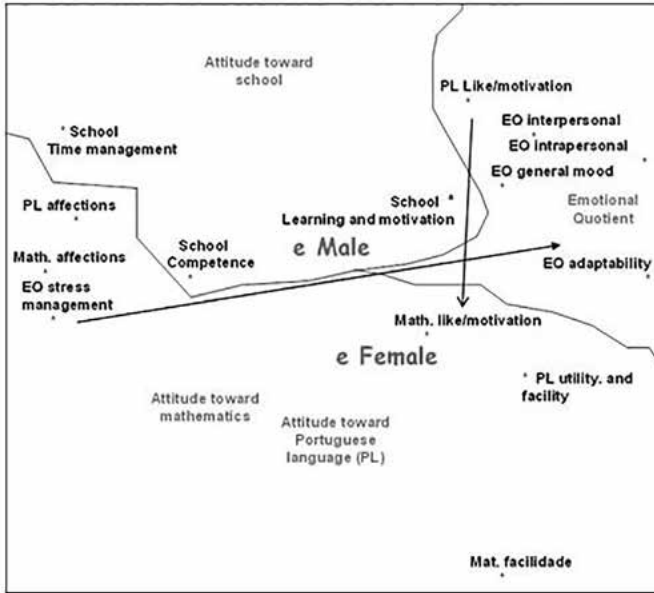 Attitude toward
school
PL Like/motivation
EO interpersonal
School
Time management
EO intrapersonal
EO general mood
PL affections
School
Learning and motivation
Emotional
Quotient
e Male
School
Competence
Math. affections
EO adaptability
EO stress
management
Math. like/motivation
e Female
PL utility. and
facility
Attitude toward
mathematics
Attitude toward
Portuguese
language (PL)
Mat. facilidade